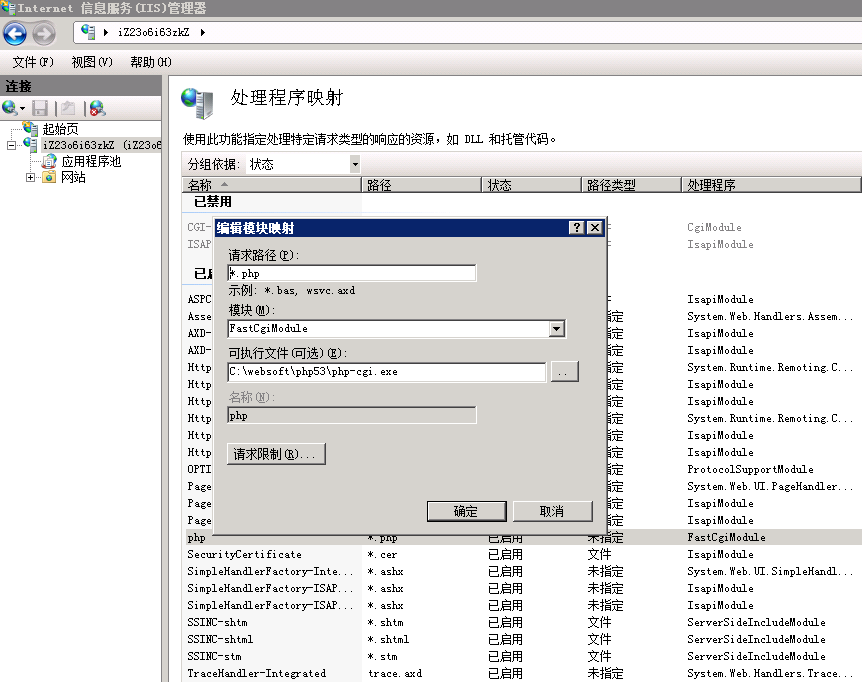 Internet 信息服务(IIS)管理器
iZ23o6i63zkZ
文件(F) 视图(V) 帮助(H)
连接
起始页
iZ23o6i63zkZ (iZ23o6
应用程序池
网站
处理程序映射
使用此功能指定处理特定请求类型的响应的资源，如 DLL 和托管代码。
分组依据: 状态
名称 路径 状态 路径类型 处理程序
已禁用
CGI- CgiModule
ISAP IsapiModule
已启
编辑模块映射
请求路径(P):
*.php
示例: *.bas, wsvc.axd
模块(M):
FastCgiModule
可执行文件(可选)(E):
C:\websoft\php53\php-cgi.exe
..
名称(N):
php
请求限制(R)...
确定 取消
ASPC IsapiModule
Asse 指定 System.Web.Handlers.Assem...
AXD- 指定 IsapiModule
AXD- 指定 IsapiModule
Http 指定 System.Runtime.Remoting.C...
Http 指定 IsapiModule
Http 指定 IsapiModule
Http 指定 System.Runtime.Remoting.C...
Http 指定 IsapiModule
Http 指定 IsapiModule
OPTI 指定 ProtocolSupportModule
Page 指定 System.Web.UI.PageHandler...
Page 指定 IsapiModule
Page 指定 IsapiModule
php *.php 已启用 未指定 FastCgiModule
SecurityCertificate *.cer 已启用 文件 IsapiModule
SimpleHandlerFactory-Inte... *.ashx 已启用 未指定 System.Web.UI.SimpleHandl...
SimpleHandlerFactory-ISAP... *.ashx 已启用 未指定 IsapiModule
SimpleHandlerFactory-ISAP... *.ashx 已启用 未指定 IsapiModule
SSINC-shtm *.shtm 已启用 文件 ServerSideIncludeModule
SSINC-shtml *.shtml 已启用 文件 ServerSideIncludeModule
SSINC-stm *.stm 已启用 文件 ServerSideIncludeModule
TraceHandler-Integrated trace.axd 已启用 未指定 System.Web.Handlers.Trace...